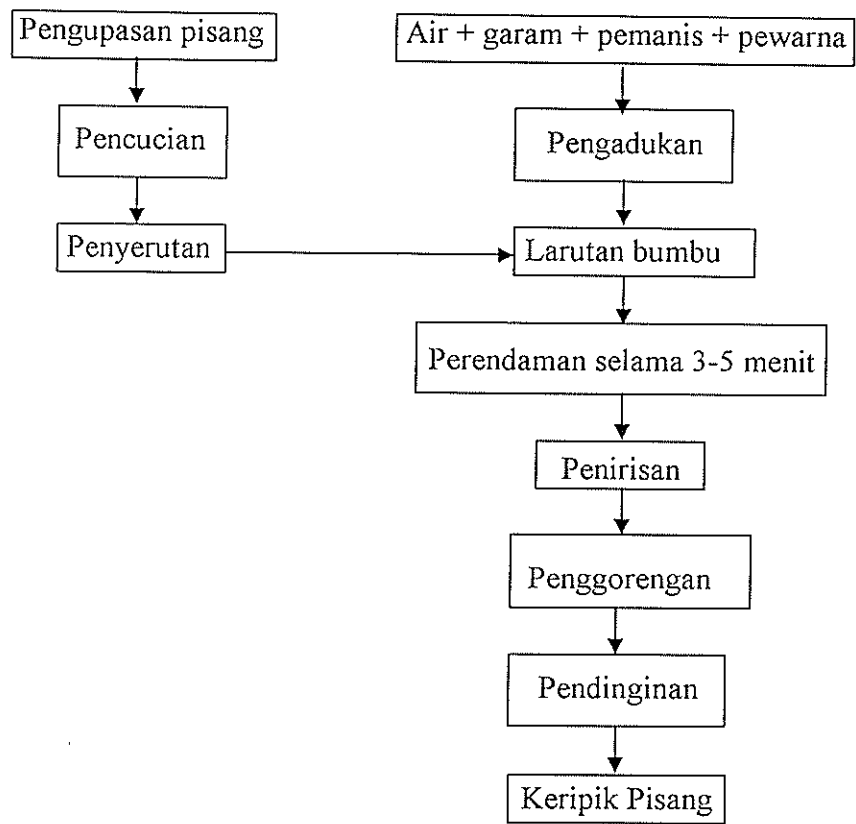 Pengupasan pisang
Air + garam + pemanis + pewarna
Pencucian
Pengadukan
Penyerutan
Larutan bumbu
Perendaman selama 3-5 menit
Penirisan
Penggorengan
Pendinginan
Keripik Pisang